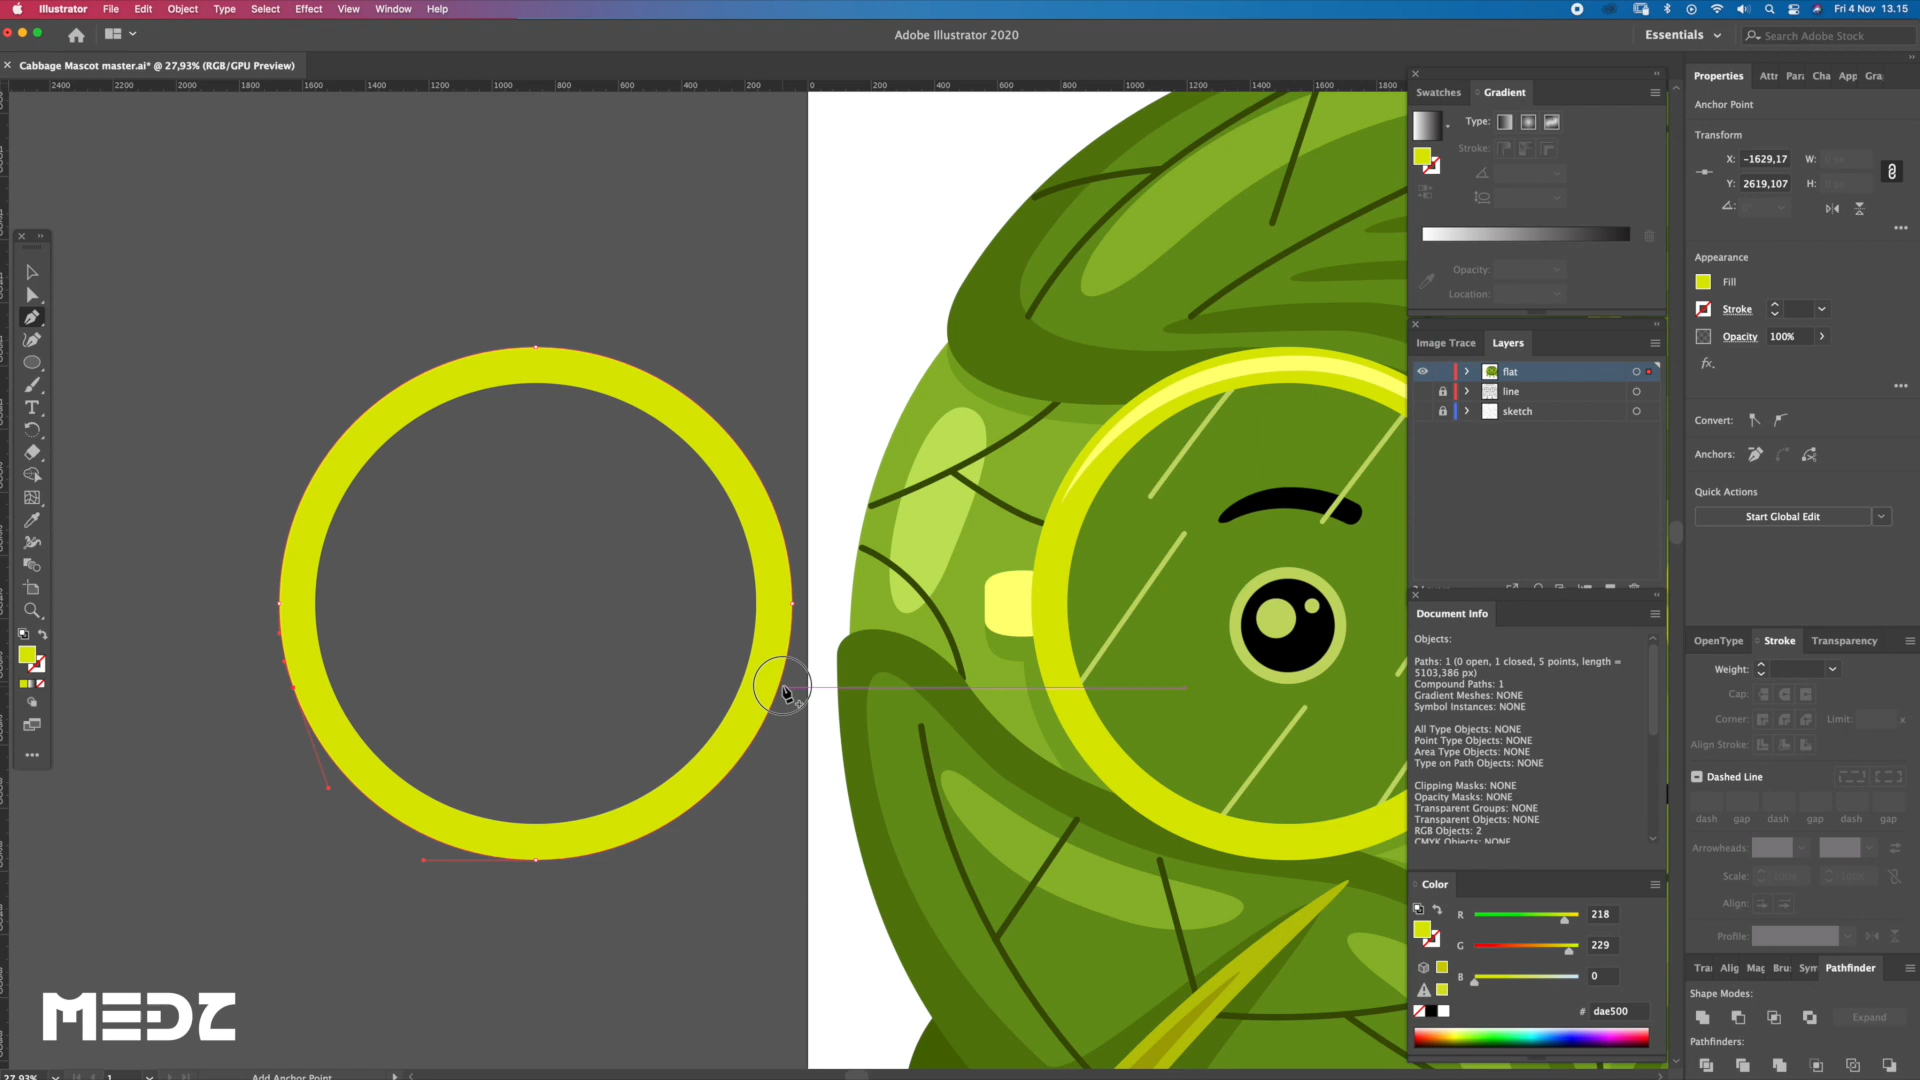 Illustrator File Edit Object Type Select Effect View Window Help
Fri 4 Nov 13.15
Adobe Illustrator 2020
Essentials
Search Adobe Stock
Cabbage Mascot master.ai* @ 27,93% (RGB/GPU Preview)
2400 2200 2000 1800 1600 1400 1200 1000 800 600 400 200 0 200 400 600 800 1000 1200 1400 1600 1800
Swatches Gradient
Type:
Stroke:
Opacity:
Location:
Image Trace Layers
flat
line
sketch
Document Info
Objects:
Paths: 1 (0 open, 1 closed, 5 points, length =
5103,386 px)
Compound Paths: 1
Gradient Meshes: NONE
Symbol Instances: NONE
All Type Objects: NONE
Point Type Objects: NONE
Area Type Objects: NONE
Type on Path Objects: NONE
Clipping Masks: NONE
Opacity Masks: NONE
Transparent Groups: NONE
Transparent Objects: NONE
RGB Objects: 2
CMYK Objects: NONE
Color
R 218
G 229
B 0
# dae500
Properties Attr Para Cha App Gra
Anchor Point
Transform
X: -1629,17 W: 0 px
Y: 2619,107 H: 0 px
Appearance
Fill
Stroke
Opacity 100%
fx.
Convert:
Anchors:
Quick Actions
Start Global Edit
OpenType Stroke Transparency
Weight:
Cap:
Corner: Limit: x
Align Stroke:
Dashed Line
dash gap dash gap dash gap
Arrowheads:
Scale: 100% 100%
Align:
Profile:
Tra Alig Mag Bru Sym Pathfinder
Shape Modes:
Expand
Pathfinders:
MEDZ
27,93% 1 Add Anchor Point